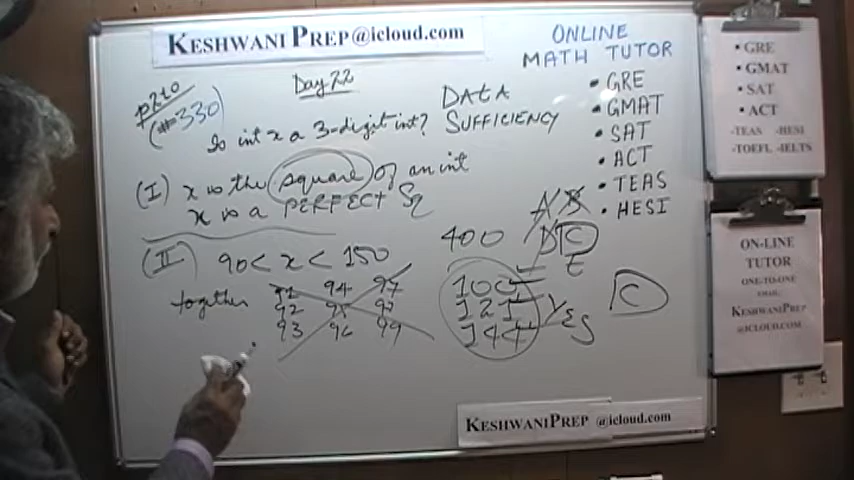 KESHWANIPREP@icloud.com
p210
(#330)
Day 22
DATA
SUFFICIENCY
Is int x a 3-digit int?
(I) x is the square of an int
x is a PERFECT Sq
(II) 90 < x < 150
together
91 94 97
92 95 98
93 96 99
400
A B
D C
E
100
121
144
YES
C
ONLINE
MATH TUTOR
• GRE
• GMAT
• SAT
• ACT
• TEAS
• HESI
• GRE
• GMAT
• SAT
• ACT
-TEAS -HESI
-TOEFL -IELTS
ON-LINE
TUTOR
ONE-TO-ONE
EMAIL
KESHWANIPREP
@ICLOUD.COM
KESHWANIPREP @icloud.com